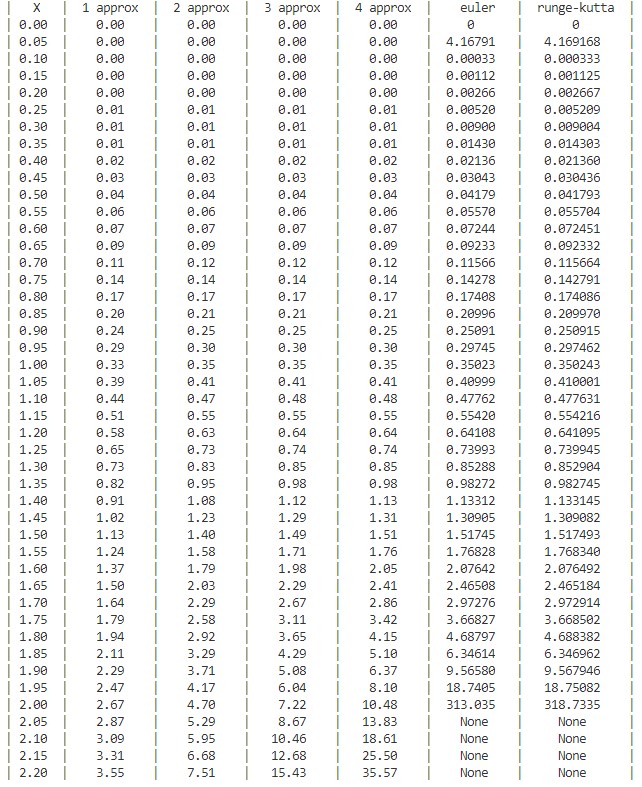 | X | 1 approx | 2 approx | 3 approx | 4 approx | euler | runge-kutta |
| 0.00 | 0.00 | 0.00 | 0.00 | 0.00 | 0 | 0 |
| 0.05 | 0.00 | 0.00 | 0.00 | 0.00 | 4.16791 | 4.169168 |
| 0.10 | 0.00 | 0.00 | 0.00 | 0.00 | 0.00033 | 0.000333 |
| 0.15 | 0.00 | 0.00 | 0.00 | 0.00 | 0.00112 | 0.001125 |
| 0.20 | 0.00 | 0.00 | 0.00 | 0.00 | 0.00266 | 0.002667 |
| 0.25 | 0.01 | 0.01 | 0.01 | 0.01 | 0.00520 | 0.005209 |
| 0.30 | 0.01 | 0.01 | 0.01 | 0.01 | 0.00900 | 0.009004 |
| 0.35 | 0.01 | 0.01 | 0.01 | 0.01 | 0.01430 | 0.014303 |
| 0.40 | 0.02 | 0.02 | 0.02 | 0.02 | 0.02136 | 0.021360 |
| 0.45 | 0.03 | 0.03 | 0.03 | 0.03 | 0.03043 | 0.030436 |
| 0.50 | 0.04 | 0.04 | 0.04 | 0.04 | 0.04179 | 0.041793 |
| 0.55 | 0.06 | 0.06 | 0.06 | 0.06 | 0.05570 | 0.055704 |
| 0.60 | 0.07 | 0.07 | 0.07 | 0.07 | 0.07244 | 0.072451 |
| 0.65 | 0.09 | 0.09 | 0.09 | 0.09 | 0.09233 | 0.092332 |
| 0.70 | 0.11 | 0.12 | 0.12 | 0.12 | 0.11566 | 0.115664 |
| 0.75 | 0.14 | 0.14 | 0.14 | 0.14 | 0.14278 | 0.142791 |
| 0.80 | 0.17 | 0.17 | 0.17 | 0.17 | 0.17408 | 0.174086 |
| 0.85 | 0.20 | 0.21 | 0.21 | 0.21 | 0.20996 | 0.209970 |
| 0.90 | 0.24 | 0.25 | 0.25 | 0.25 | 0.25091 | 0.250915 |
| 0.95 | 0.29 | 0.30 | 0.30 | 0.30 | 0.29745 | 0.297462 |
| 1.00 | 0.33 | 0.35 | 0.35 | 0.35 | 0.35023 | 0.350243 |
| 1.05 | 0.39 | 0.41 | 0.41 | 0.41 | 0.40999 | 0.410001 |
| 1.10 | 0.44 | 0.47 | 0.48 | 0.48 | 0.47762 | 0.477631 |
| 1.15 | 0.51 | 0.55 | 0.55 | 0.55 | 0.55420 | 0.554216 |
| 1.20 | 0.58 | 0.63 | 0.64 | 0.64 | 0.64108 | 0.641095 |
| 1.25 | 0.65 | 0.73 | 0.74 | 0.74 | 0.73993 | 0.739945 |
| 1.30 | 0.73 | 0.83 | 0.85 | 0.85 | 0.85288 | 0.852904 |
| 1.35 | 0.82 | 0.95 | 0.98 | 0.98 | 0.98272 | 0.982745 |
| 1.40 | 0.91 | 1.08 | 1.12 | 1.13 | 1.13312 | 1.133145 |
| 1.45 | 1.02 | 1.23 | 1.29 | 1.31 | 1.30905 | 1.309082 |
| 1.50 | 1.13 | 1.40 | 1.49 | 1.51 | 1.51745 | 1.517493 |
| 1.55 | 1.24 | 1.58 | 1.71 | 1.76 | 1.76828 | 1.768340 |
| 1.60 | 1.37 | 1.79 | 1.98 | 2.05 | 2.07642 | 2.076492 |
| 1.65 | 1.50 | 2.03 | 2.29 | 2.41 | 2.46508 | 2.465184 |
| 1.70 | 1.64 | 2.29 | 2.67 | 2.86 | 2.97276 | 2.972914 |
| 1.75 | 1.79 | 2.58 | 3.11 | 3.42 | 3.66827 | 3.668502 |
| 1.80 | 1.94 | 2.92 | 3.65 | 4.15 | 4.68797 | 4.688382 |
| 1.85 | 2.11 | 3.29 | 4.29 | 5.10 | 6.34614 | 6.346962 |
| 1.90 | 2.29 | 3.71 | 5.08 | 6.37 | 9.56580 | 9.567946 |
| 1.95 | 2.47 | 4.17 | 6.04 | 8.10 | 18.7405 | 18.75082 |
| 2.00 | 2.67 | 4.70 | 7.22 | 10.48 | 313.035 | 318.7335 |
| 2.05 | 2.87 | 5.29 | 8.67 | 13.83 | None | None |
| 2.10 | 3.09 | 5.95 | 10.46 | 18.61 | None | None |
| 2.15 | 3.31 | 6.68 | 12.68 | 25.50 | None | None |
| 2.20 | 3.55 | 7.51 | 15.43 | 35.57 | None | None |